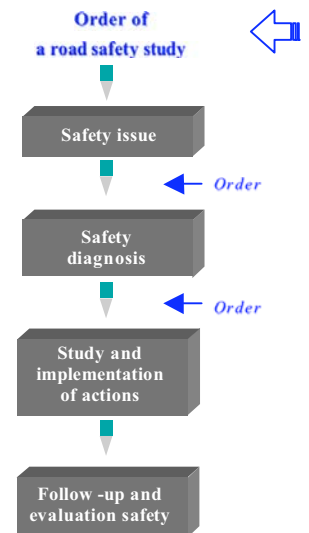 Order of
a road safety study
Safety issue
Order
Safety
diagnosis
Order
Study and
implementation
of actions
Follow -up and
evaluation safety